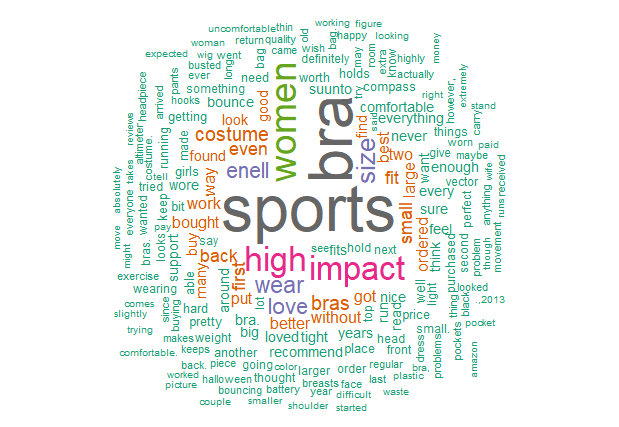 uncomfortable thin working figure
woman return quality old happy looking
expected wig went bag came wish bag. may room extra know highly money
busted long definitely actually
ever need worth holds try compass right
pants something suunto
hooks bounce good women bra size comfortable said however, extremely
arrived getting look everything carry stand
headpiece costume find best never things worn paid
altimeter running made even
reviews costume. girls found enell two give maybe wife
takes tell wore fit large want enough vector anything received
everyone tried way sports small every perfect runs
absolutely wanted keep bit work sure movement
move bras. looks pay bought ordered feel second problem
might support say back high impact see fits hold next think purchased though
exercise able buy many first wear well looked
wearing around put love bras got nice light black .,2013
comes since hard lot without top run read price thing pocket
slightly buying pretty bra. better years small. pockets
trying makes weight big loved tight head dress problems
comfortable. keeps another recommend place front bra, amazon
back. piece going color larger order regular
worked halloween thought breasts face last plastic
picture bouncing battery year difficult waste
couple smaller shoulder started